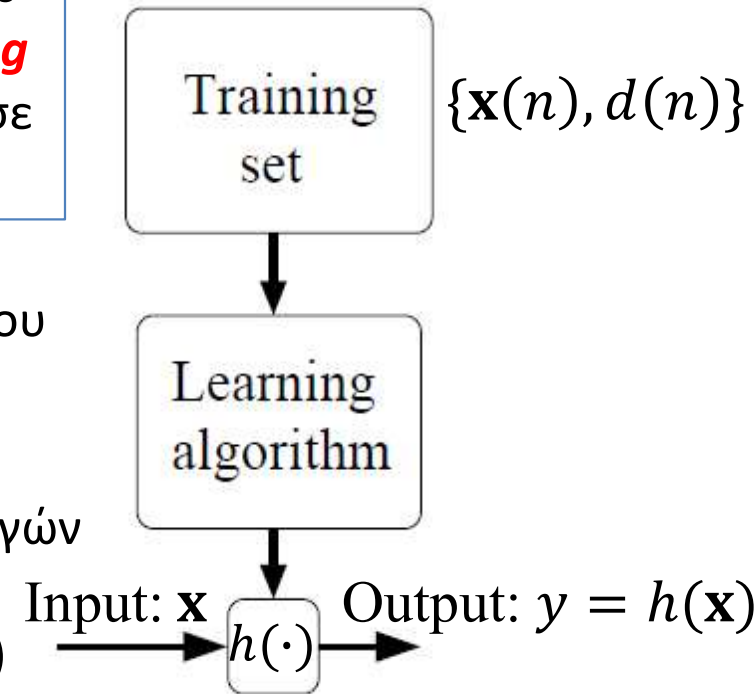 g
σε
ου
γών
)
Training
set
{𝐱(𝑛), 𝑑(𝑛)}
Learning
algorithm
Input: 𝐱
h(·)
Output: 𝑦 = ℎ(𝐱)